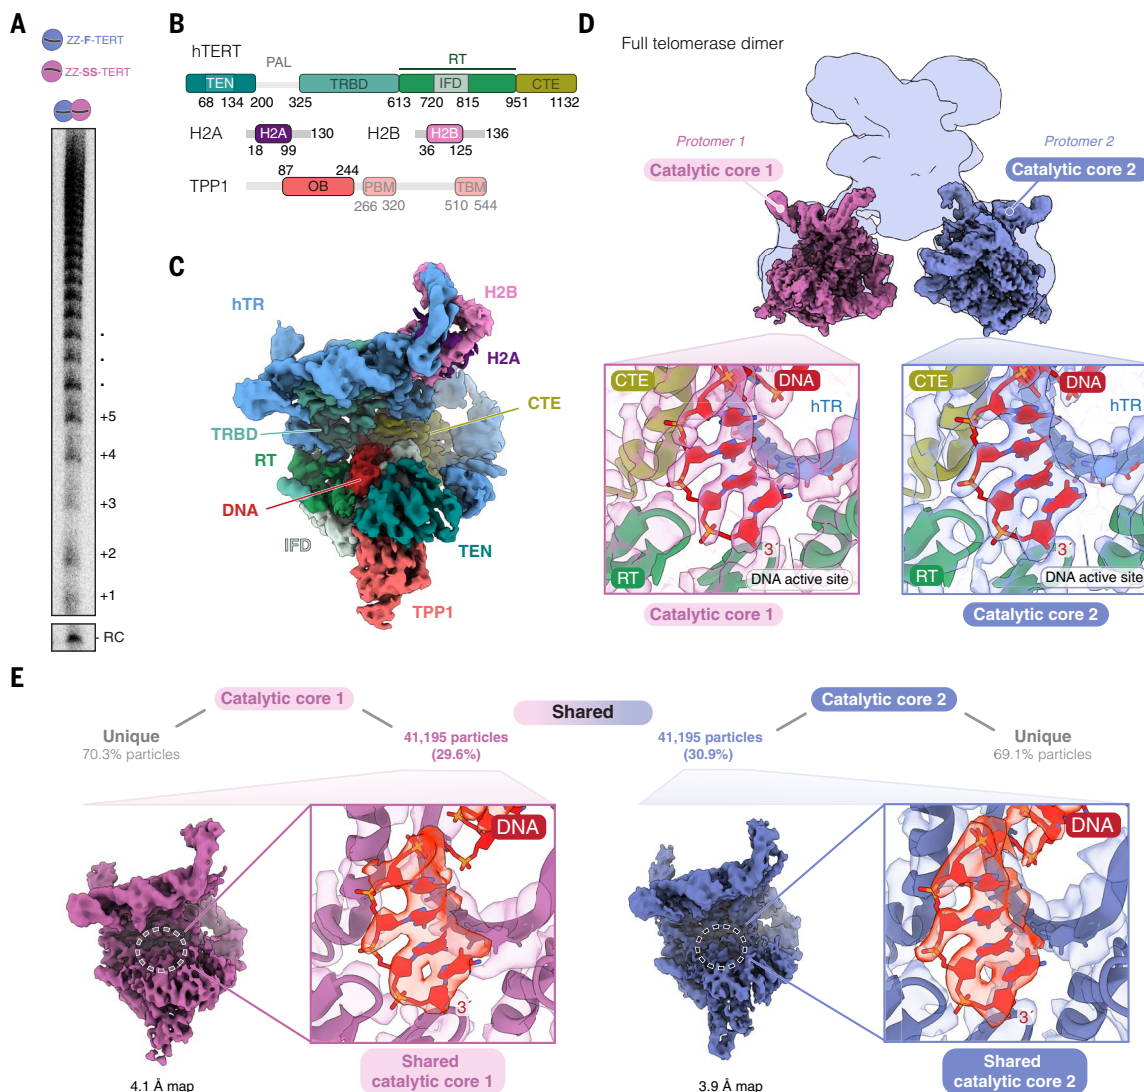 A
ZZ-F-TERT
ZZ-SS-TERT
.
.
.
+5
+4
+3
+2
+1
- RC
B
hTERT
PAL
RT
TEN
TRBD
IFD
CTE
68 134 200 325 613 720 815 951 1132
H2A
H2A
130
18 99
H2B
H2B
136
36 125
TPP1
87 244
OB
PBM
TBM
266 320
510 544
C
hTR
H2B
H2A
CTE
TRBD
RT
DNA
IFD
TEN
TPP1
D
Full telomerase dimer
Protomer 1
Catalytic core 1
Protomer 2
Catalytic core 2
CTE
DNA
hTR
3´
RT
DNA active site
Catalytic core 1
CTE
DNA
hTR
3´
RT
DNA active site
Catalytic core 2
E
Catalytic core 1
Shared
Catalytic core 2
Unique
70.3% particles
41,195 particles
(29.6%)
41,195 particles
(30.9%)
Unique
69.1% particles
DNA
3´
Shared
catalytic core 1
4.1 Å map
DNA
3´
Shared
catalytic core 2
3.9 Å map